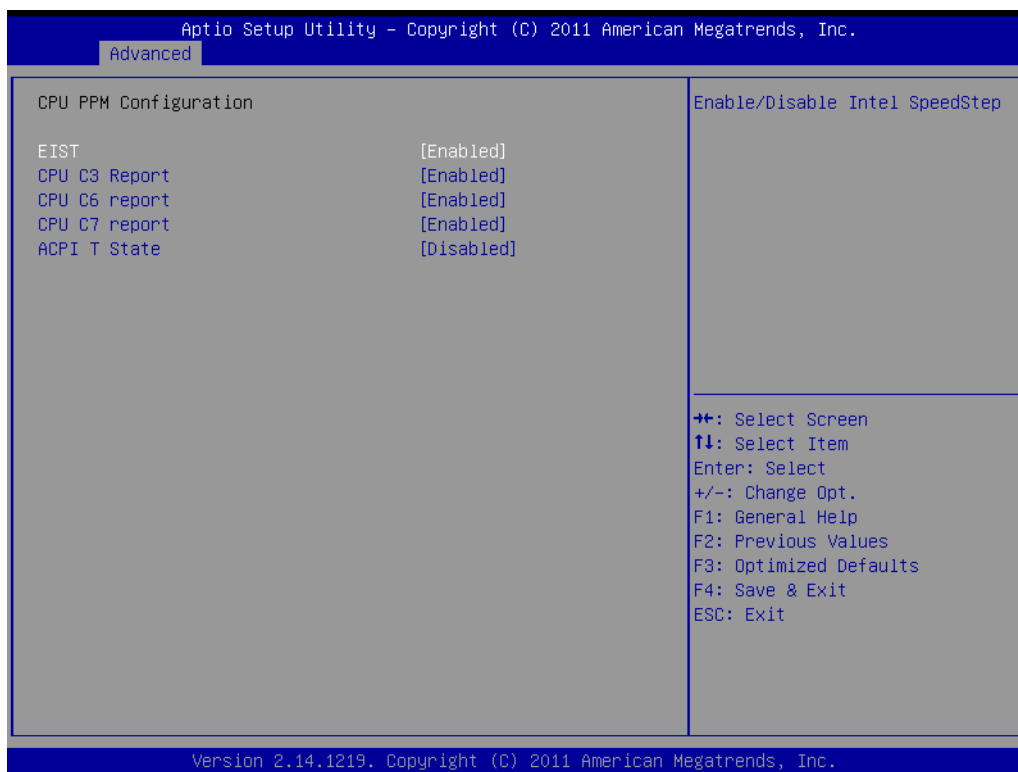 Aptio Setup Utility – Copyright (C) 2011 American Megatrends, Inc.
Advanced
CPU PPM Configuration
EIST [Enabled]
CPU C3 Report [Enabled]
CPU C6 report [Enabled]
CPU C7 report [Enabled]
ACPI T State [Disabled]
Enable/Disable Intel SpeedStep
→←: Select Screen
↑↓: Select Item
Enter: Select
+/-: Change Opt.
F1: General Help
F2: Previous Values
F3: Optimized Defaults
F4: Save & Exit
ESC: Exit
Version 2.14.1219. Copyright (C) 2011 American Megatrends, Inc.